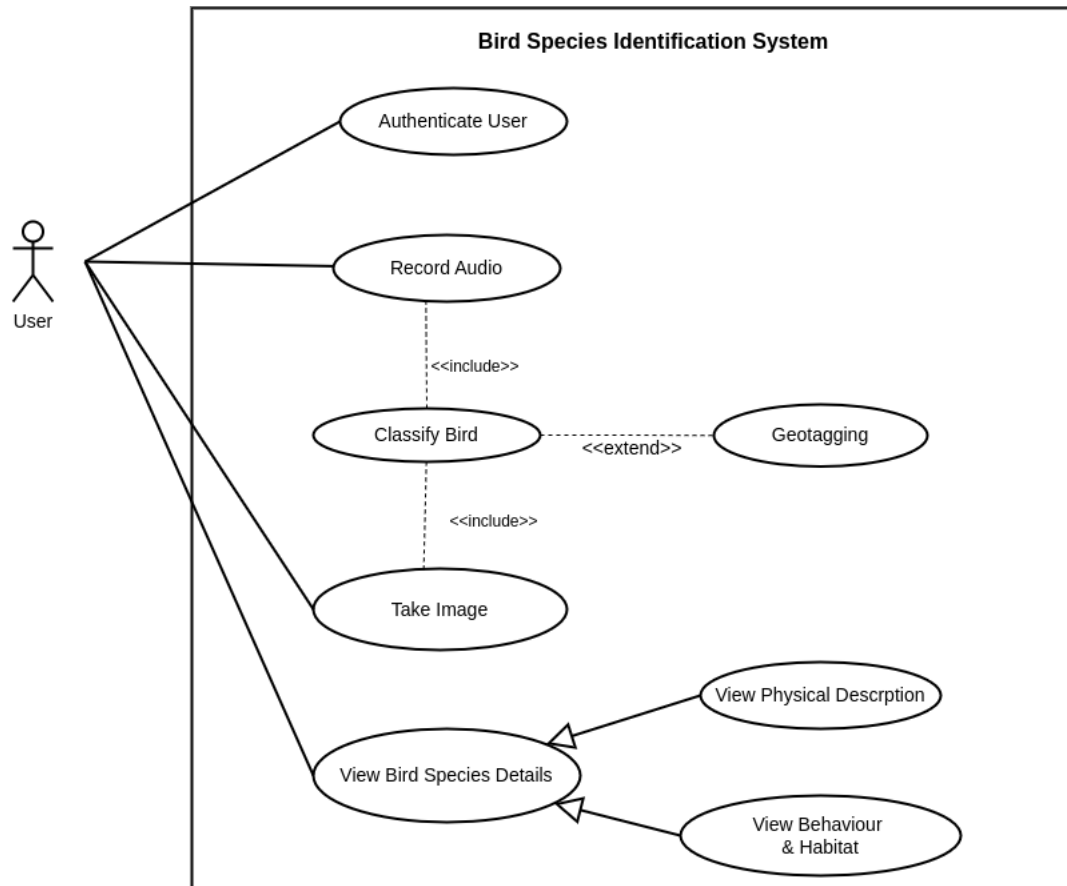 Bird Species Identification System
Authenticate User
Record Audio
User
<<include>>
Classify Bird
Geotagging
<<extend>>
<<include>>
Take Image
View Physical Descrption
View Bird Species Details
View Behaviour
& Habitat